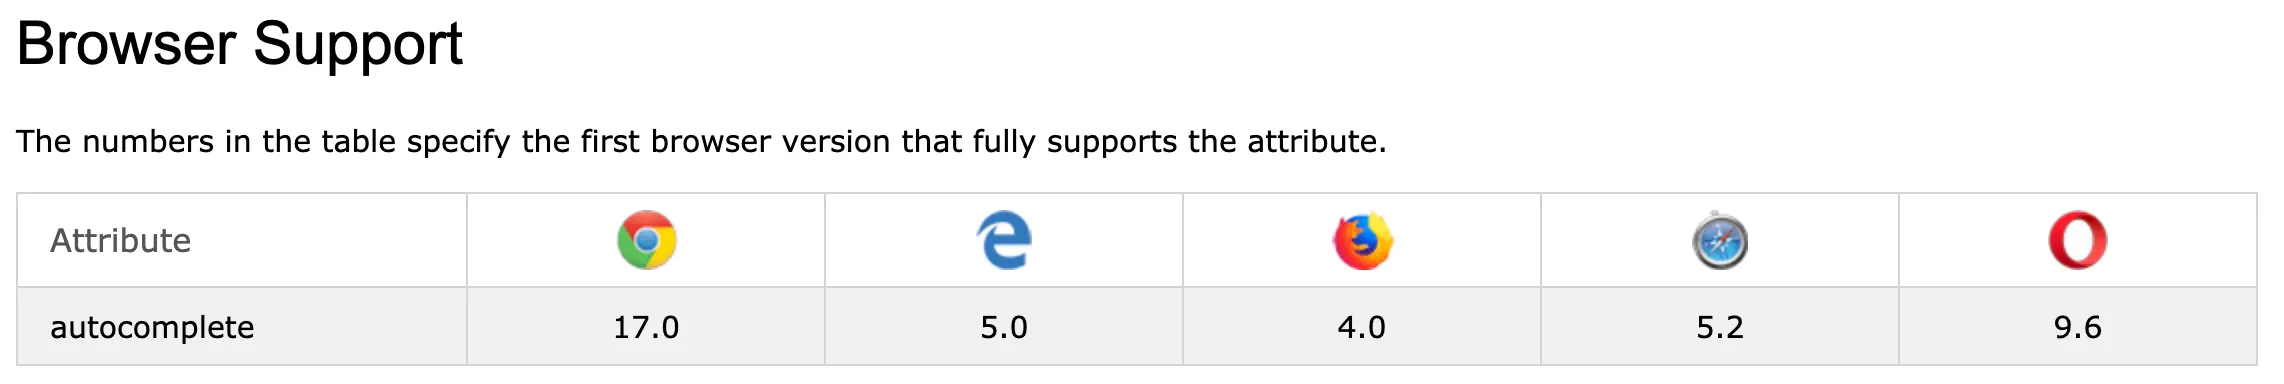 Browser Support
The numbers in the table specify the first browser version that fully supports the attribute.
Attribute
autocomplete 17.0 5.0 4.0 5.2 9.6